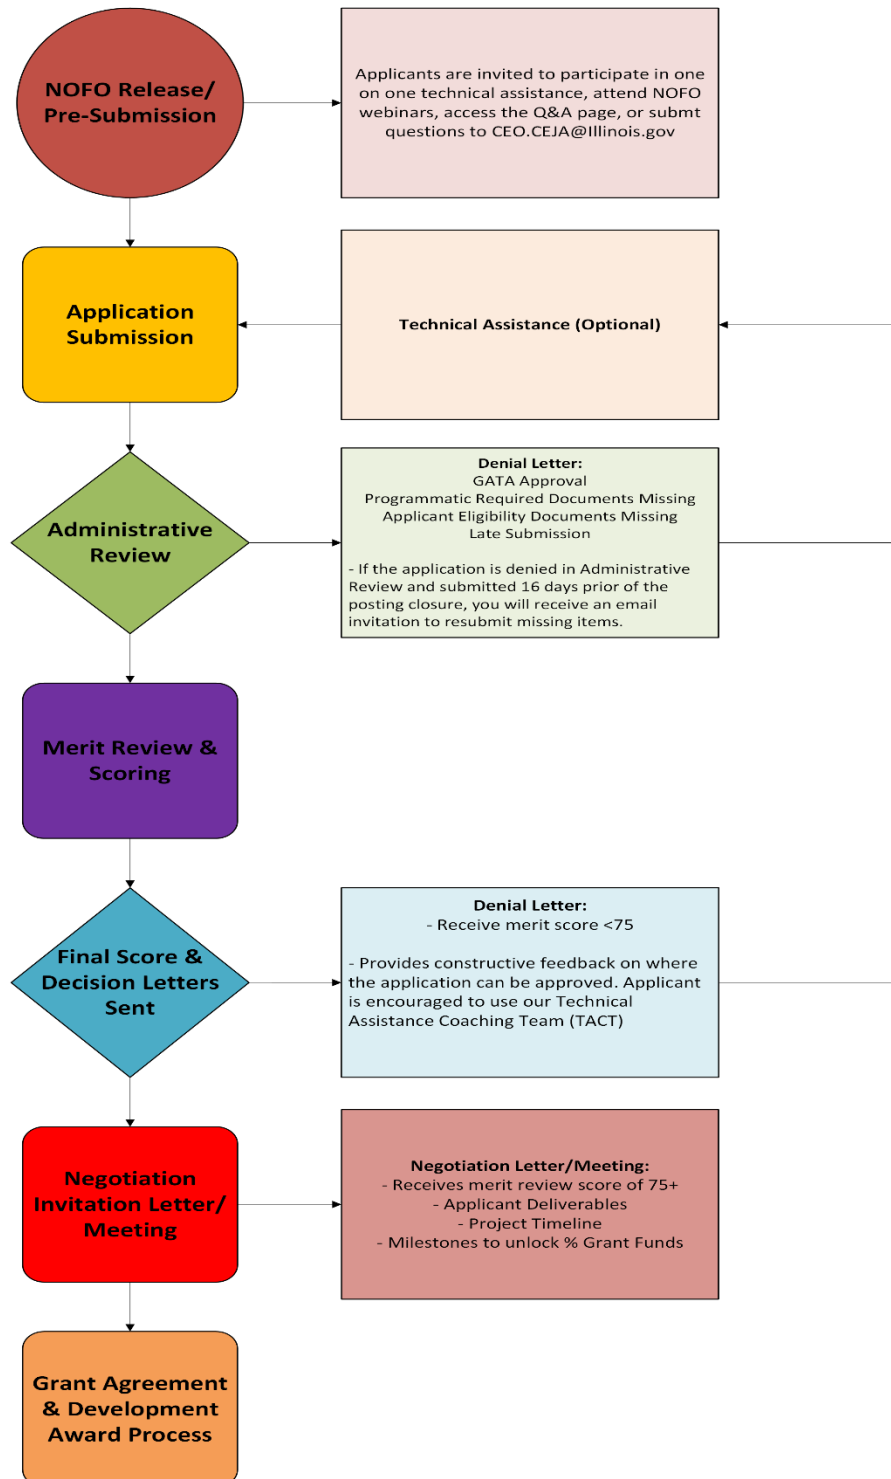 NOFO Release/
Pre-Submission
Applicants are invited to participate in one
on one technical assistance, attend NOFO
webinars, access the Q&A page, or submt
questions to CEO.CEJA@Illinois.gov
Application
Submission
Technical Assistance (Optional)
Administrative
Review
Denial Letter:
GATA Approval
Programmatic Required Documents Missing
Applicant Eligibility Documents Missing
Late Submission
- If the application is denied in Administrative
Review and submitted 16 days prior of the
posting closure, you will receive an email
invitation to resubmit missing items.
Merit Review &
Scoring
Final Score &
Decision Letters
Sent
Denial Letter:
- Receive merit score <75
- Provides constructive feedback on where
the application can be approved. Applicant
is encouraged to use our Technical
Assistance Coaching Team (TACT)
Negotiation
Invitation Letter/
Meeting
Negotiation Letter/Meeting:
- Receives merit review score of 75+
- Applicant Deliverables
- Project Timeline
- Milestones to unlock % Grant Funds
Grant Agreement
& Development
Award Process